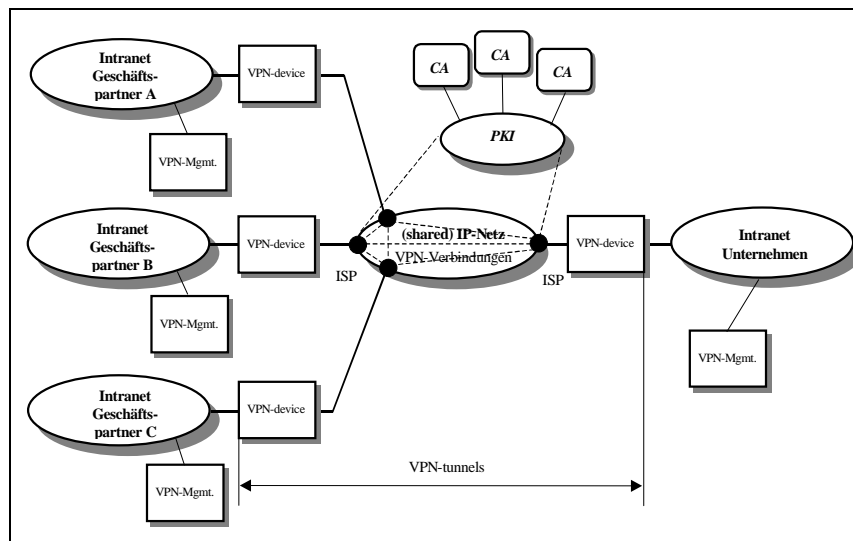 Intranet
Geschäfts-
partner A
VPN-device
VPN-Mgmt.
CA
CA
CA
PKI
Intranet
Geschäfts-
partner B
VPN-device
VPN-Mgmt.
ISP
(shared) IP-Netz
VPN-Verbindungen
ISP
VPN-device
Intranet
Unternehmen
VPN-Mgmt.
Intranet
Geschäfts-
partner C
VPN-device
VPN-Mgmt.
VPN-tunnels